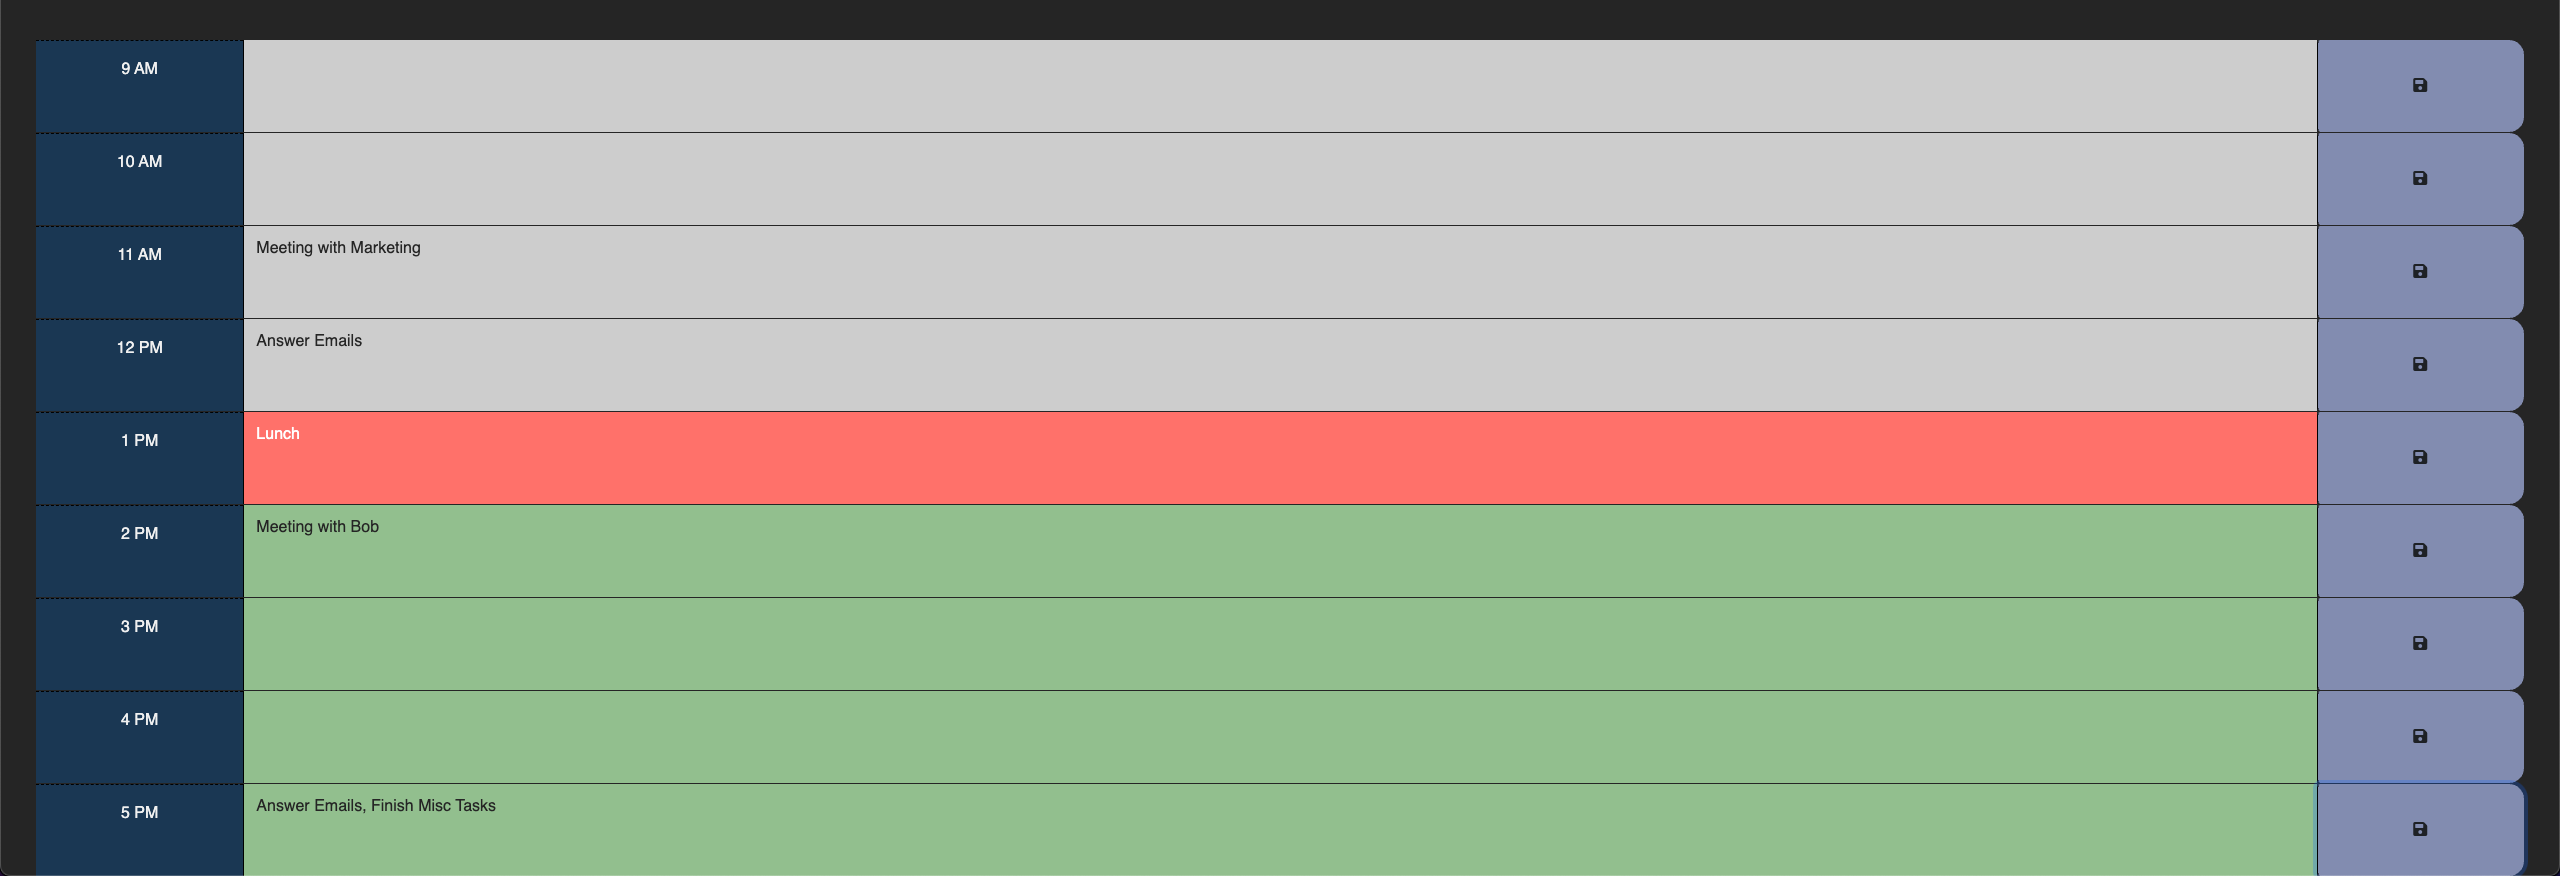 9 AM
10 AM
11 AM Meeting with Marketing
12 PM Answer Emails
1 PM Lunch
2 PM Meeting with Bob
3 PM
4 PM
5 PM Answer Emails, Finish Misc Tasks